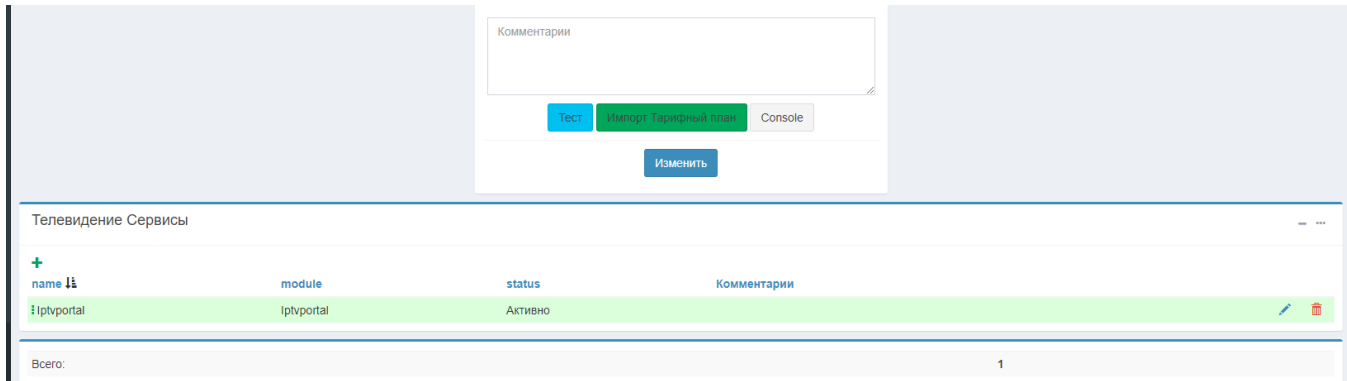 Комментарии
Тест Импорт Тарифный план Console
Изменить
Телевидение Сервисы
name module status Комментарии
Iptvportal Iptvportal Активно
Всего: 1